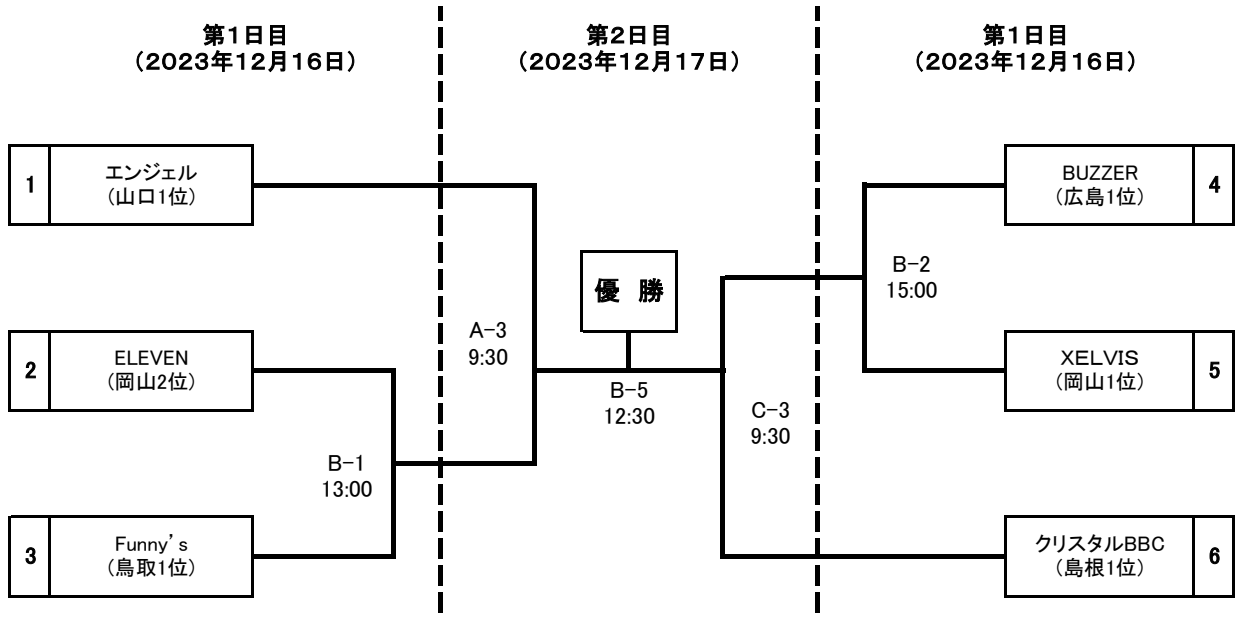 第1日目
（2023年12月16日）
第2日目
（2023年12月17日）
第1日目
（2023年12月16日）
1
エンジェル
（山口1位）
2
ELEVEN
（岡山2位）
3
Funny’s
（鳥取1位）
B-1
13:00
A-3
9:30
優　勝
B-5
12:30
C-3
9:30
B-2
15:00
BUZZER
（広島1位）
4
XELVIS
（岡山1位）
5
クリスタルBBC
（島根1位）
6